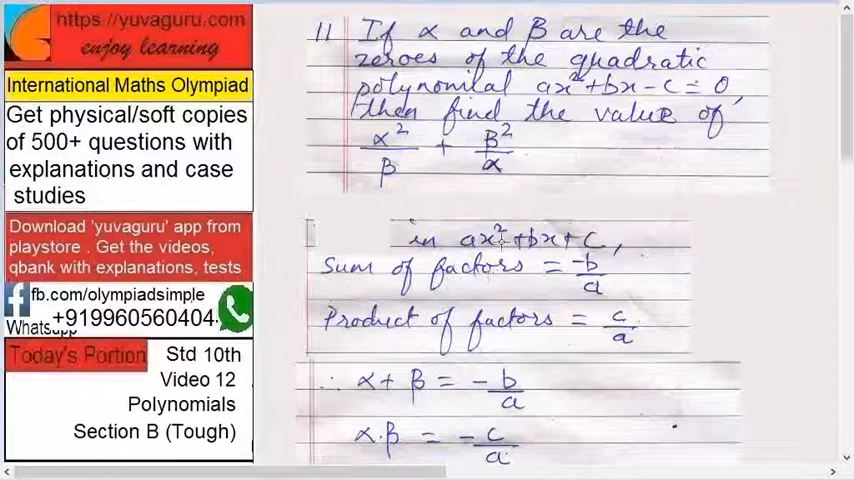 https://yuvaguru.com
enjoy learning
International Maths Olympiad
Get physical/soft copies
of 500+ questions with
explanations and case
studies
Download 'yuvaguru' app from
playstore . Get the videos,
qbank with explanations, tests
fb.com/olympiadsimple
+919960560404.
Whatsapp
Today's Portion
Std 10th
Video 12
Polynomials
Section B (Tough)
11 If α and β are the
zeroes of the quadratic
polynomilal ax²+bx-c=0,
then find the value of
α²/β + β²/α
in ax²+bx+c,
Sum of factors = -b/a
Product of factors = c/a
∴ α+β = -b/a
α.β = -c/a